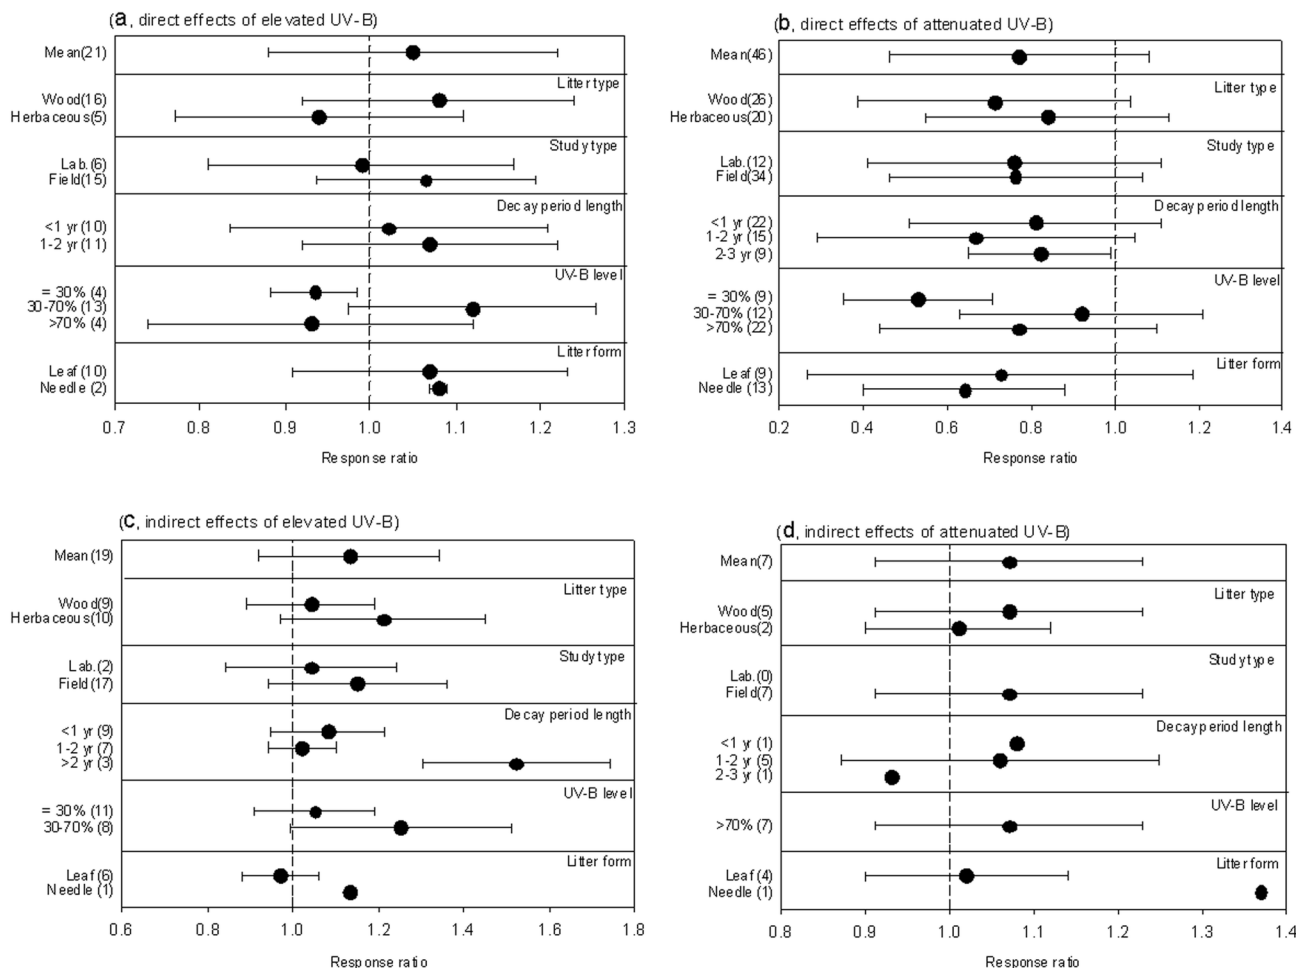 (a, direct effects of elevated UV-B)
Mean(21)
Litter type
Wood(16)
Herbaceous(5)
Study type
Lab.(6)
Field(15)
Decay period length
<1 yr (10)
1-2 yr (11)
UV-B level
= 30% (4)
30-70% (13)
>70% (4)
Litter form
Leaf (10)
Needle (2)
0.7 0.8 0.9 1.0 1.1 1.2 1.3
Response ratio
(b, direct effects of attenuated UV-B)
Mean(46)
Litter type
Wood(26)
Herbaceous(20)
Study type
Lab.(12)
Field(34)
Decay period length
<1 yr (22)
1-2 yr (15)
2-3 yr (9)
UV-B level
= 30% (9)
30-70% (12)
>70% (22)
Litter form
Leaf (9)
Needle (13)
0.2 0.4 0.6 0.8 1.0 1.2 1.4
Response ratio
(c, indirect effects of elevated UV-B)
Mean(19)
Litter type
Wood(9)
Herbaceous(10)
Study type
Lab.(2)
Field(17)
Decay period length
<1 yr (9)
1-2 yr (7)
>2 yr (3)
UV-B level
= 30% (11)
30-70% (8)
Litter form
Leaf (6)
Needle (1)
0.6 0.8 1.0 1.2 1.4 1.6 1.8
Response ratio
(d, indirect effects of attenuated UV-B)
Mean(7)
Litter type
Wood(5)
Herbaceous(2)
Study type
Lab.(0)
Field(7)
Decay period length
<1 yr (1)
1-2 yr (5)
2-3 yr (1)
UV-B level
>70% (7)
Litter form
Leaf (4)
Needle (1)
0.8 0.9 1.0 1.1 1.2 1.3 1.4
Response ratio